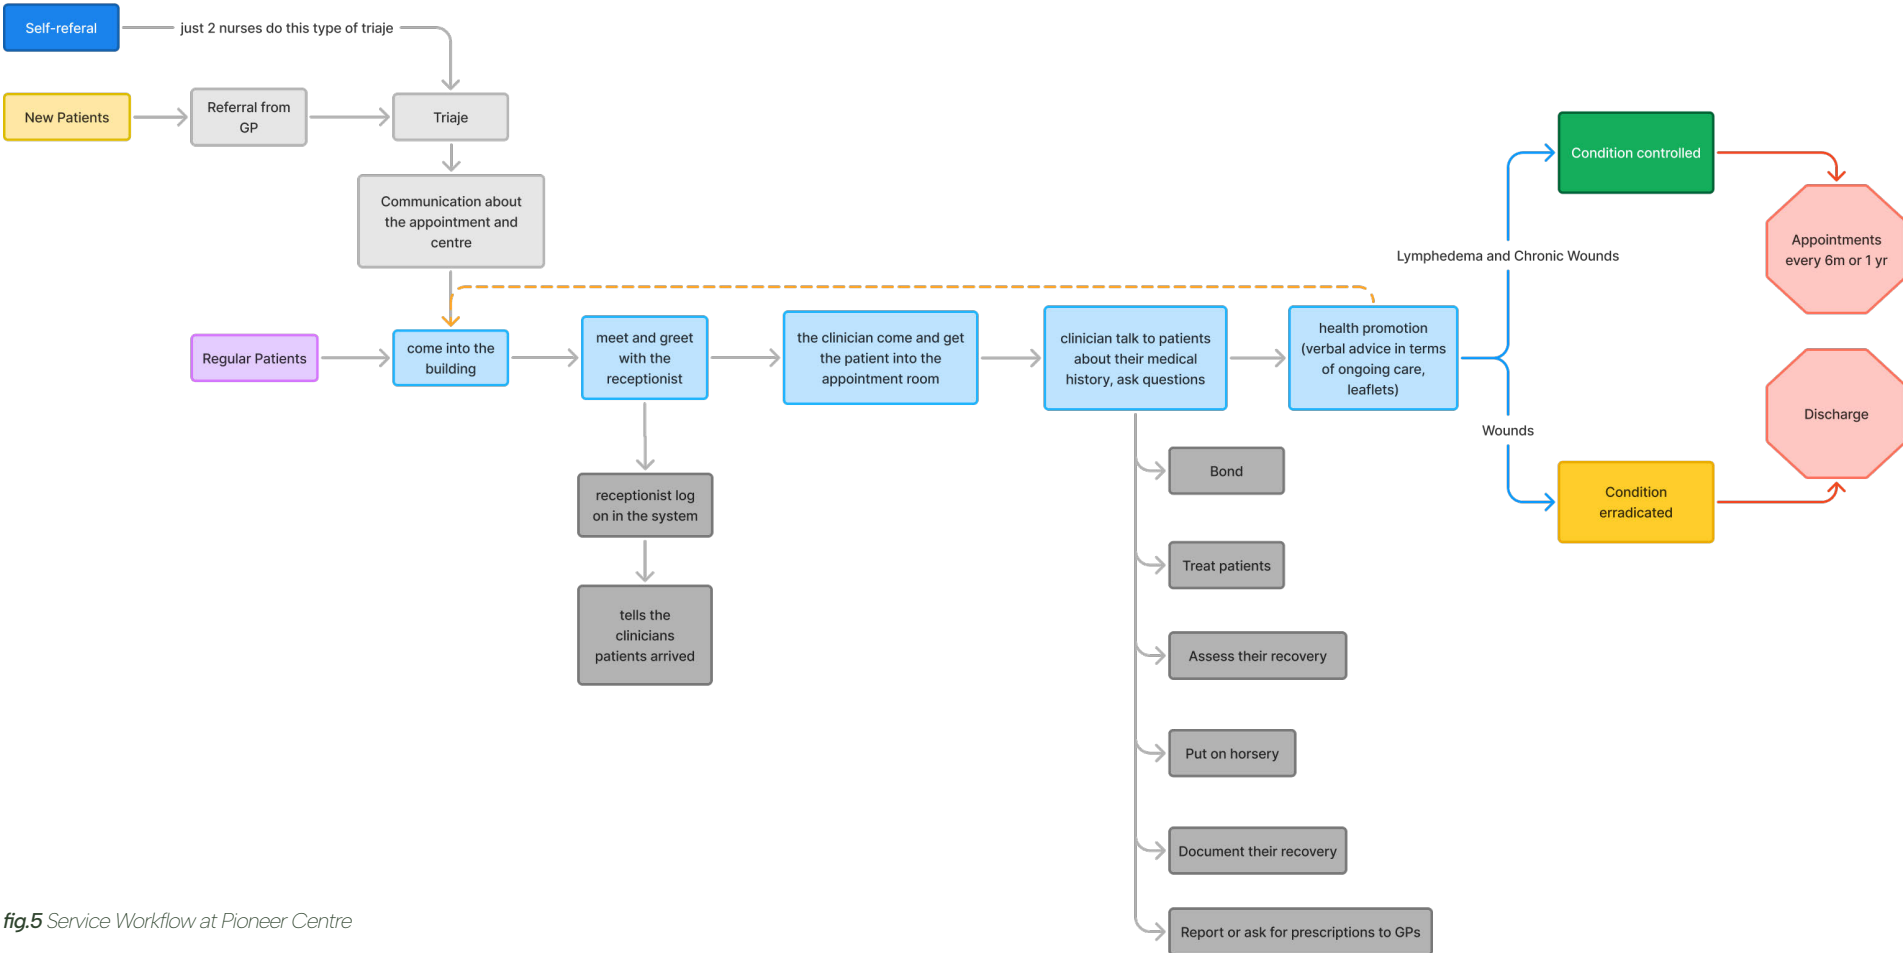 Self-referal
just 2 nurses do this type of triaje
New Patients
Referral from
GP
Triaje
Communication about
the appointment and
centre
Regular Patients
come into the
building
meet and greet
with the
receptionist
the clinician come and get
the patient into the
appointment room
clinician talk to patients
about their medical
history, ask questions
health promotion
(verbal advice in terms
of ongoing care,
leaflets)
Lymphedema and Chronic Wounds
Wounds
Condition controlled
Appointments
every 6m or 1 yr
Condition
erradicated
Discharge
receptionist log
on in the system
tells the
clinicians
patients arrived
Bond
Treat patients
Assess their recovery
Put on horsery
Document their recovery
Report or ask for prescriptions to GPs
fig.5 Service Workflow at Pioneer Centre